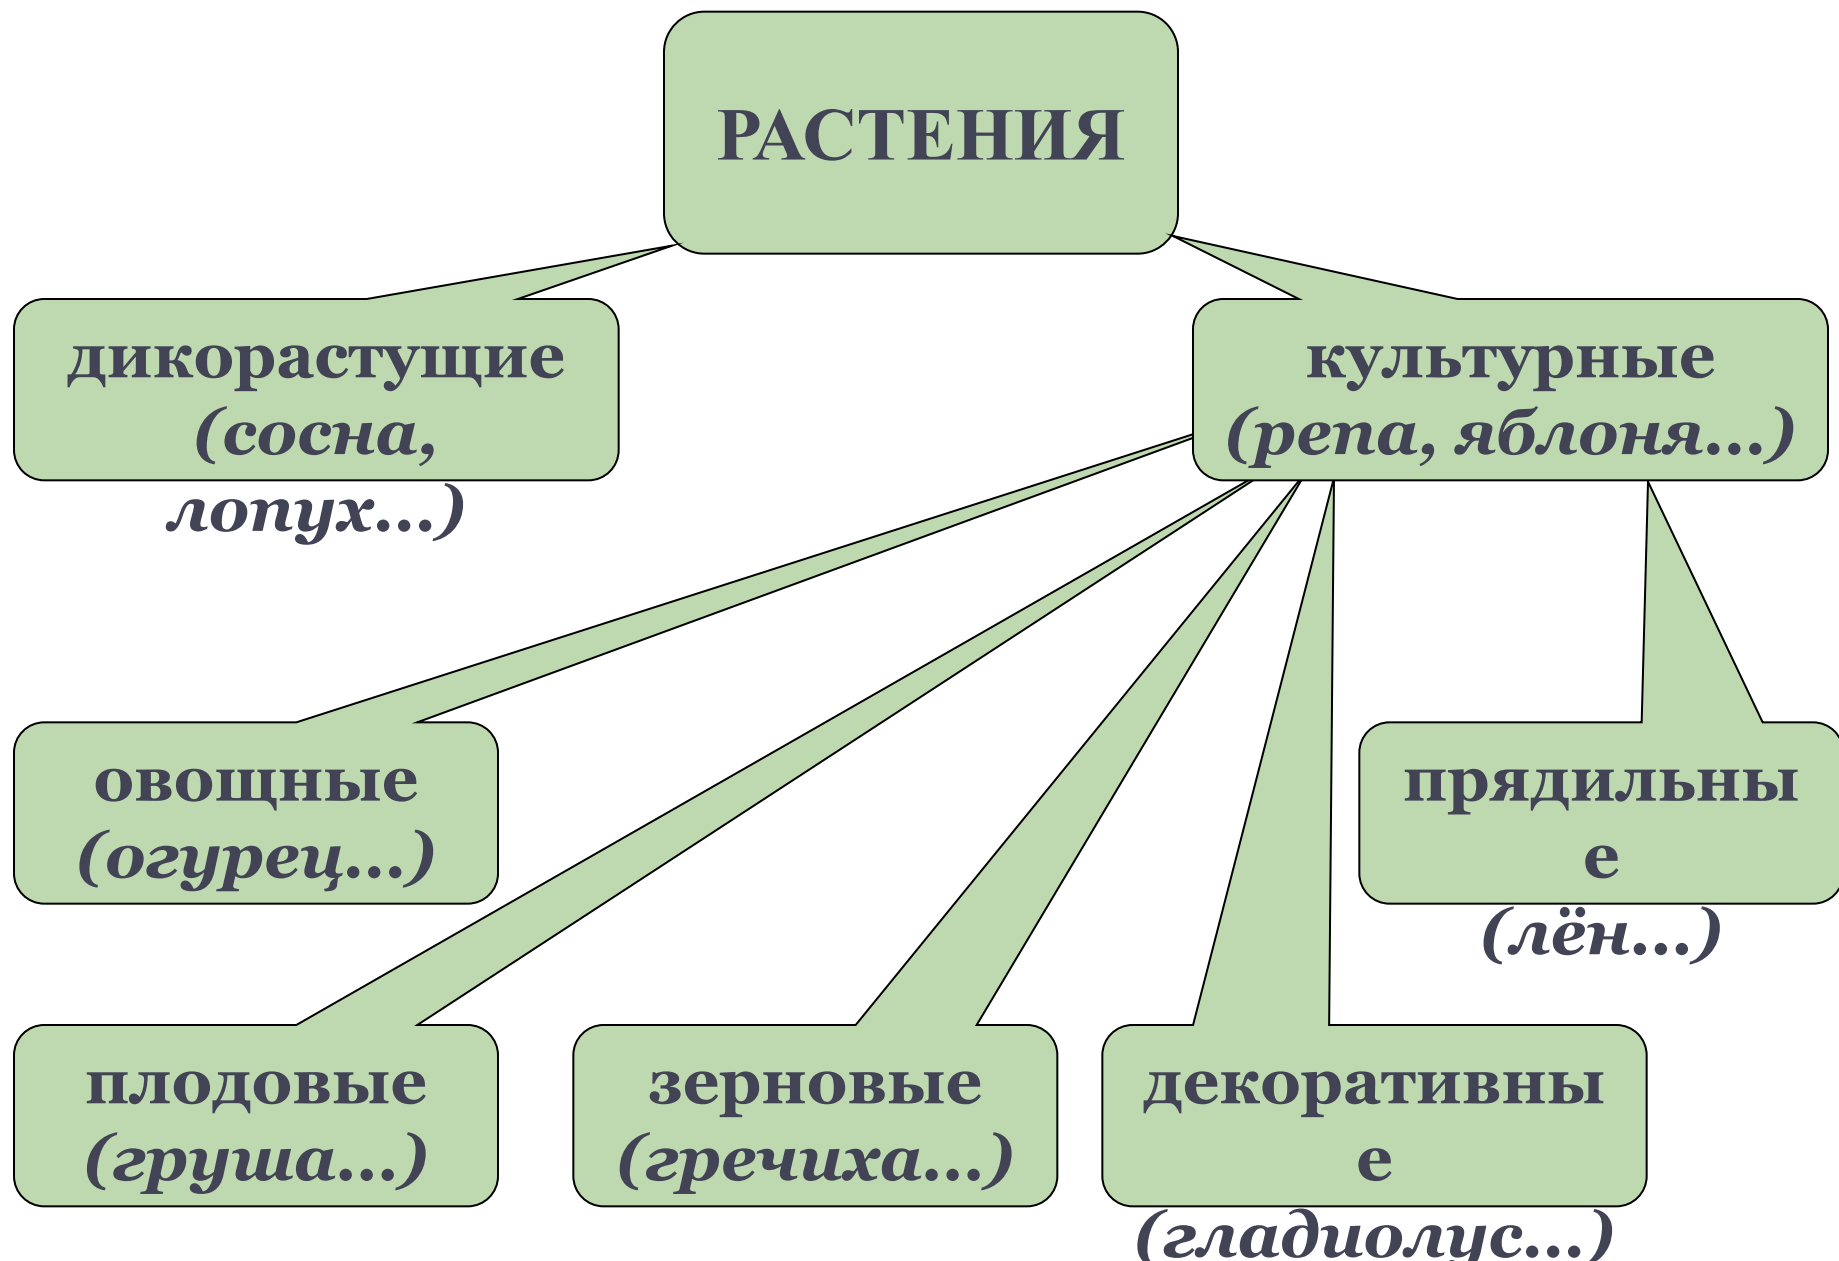 РАСТЕНИЯ
дикорастущие
(сосна,
лопух...)
культурные
(репа, яблоня...)
овощные
(огурец...)
прядильны
е
(лён...)
плодовые
(груша...)
зерновые
(гречиха...)
декоративны
е
(гладиолус...)